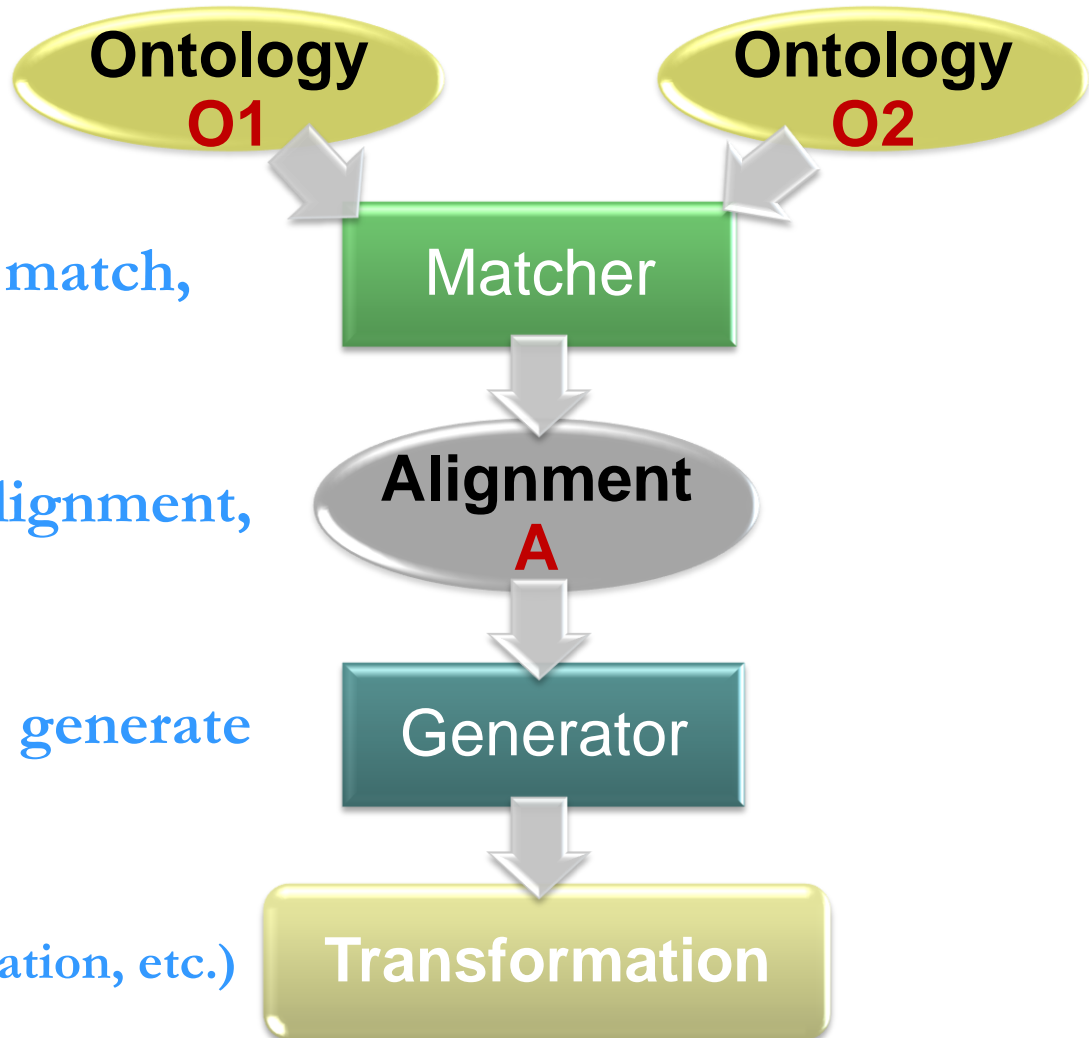 Ontology
O1
Ontology
O2
match,
Matcher
Alignment
A
lignment,
generate
Generator
ation, etc.)
Transformation